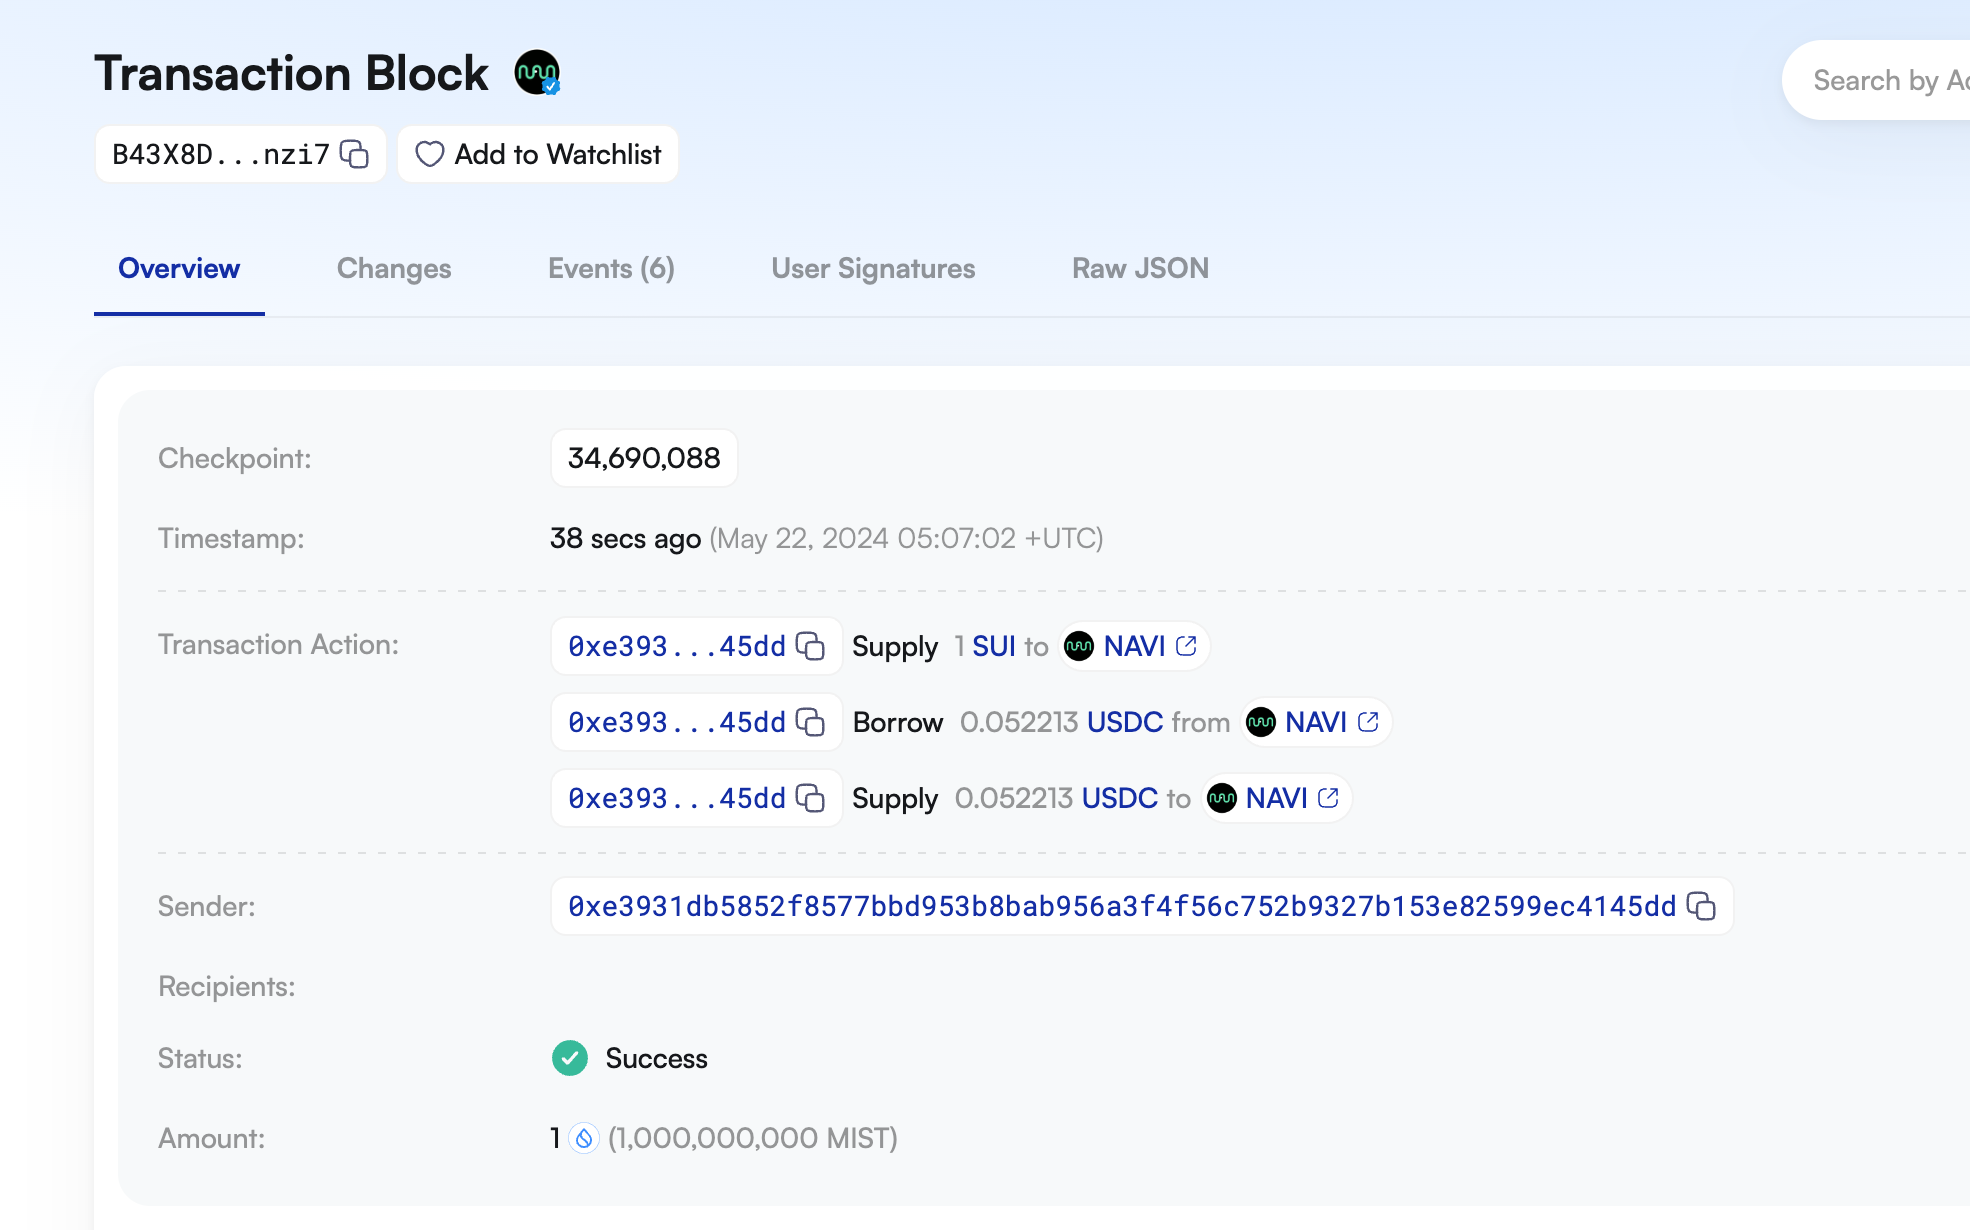 Transaction Block
Search by Ac
B43X8D...nzi7 Add to Watchlist
Overview Changes Events (6) User Signatures Raw JSON
Checkpoint: 34,690,088
Timestamp: 38 secs ago (May 22, 2024 05:07:02 +UTC)
Transaction Action: 0xe393...45dd Supply 1 SUI to NAVI
0xe393...45dd Borrow 0.052213 USDC from NAVI
0xe393...45dd Supply 0.052213 USDC to NAVI
Sender: 0xe3931db5852f8577bbd953b8bab956a3f4f56c752b9327b153e82599ec4145dd
Recipients:
Status: Success
Amount: 1 (1,000,000,000 MIST)